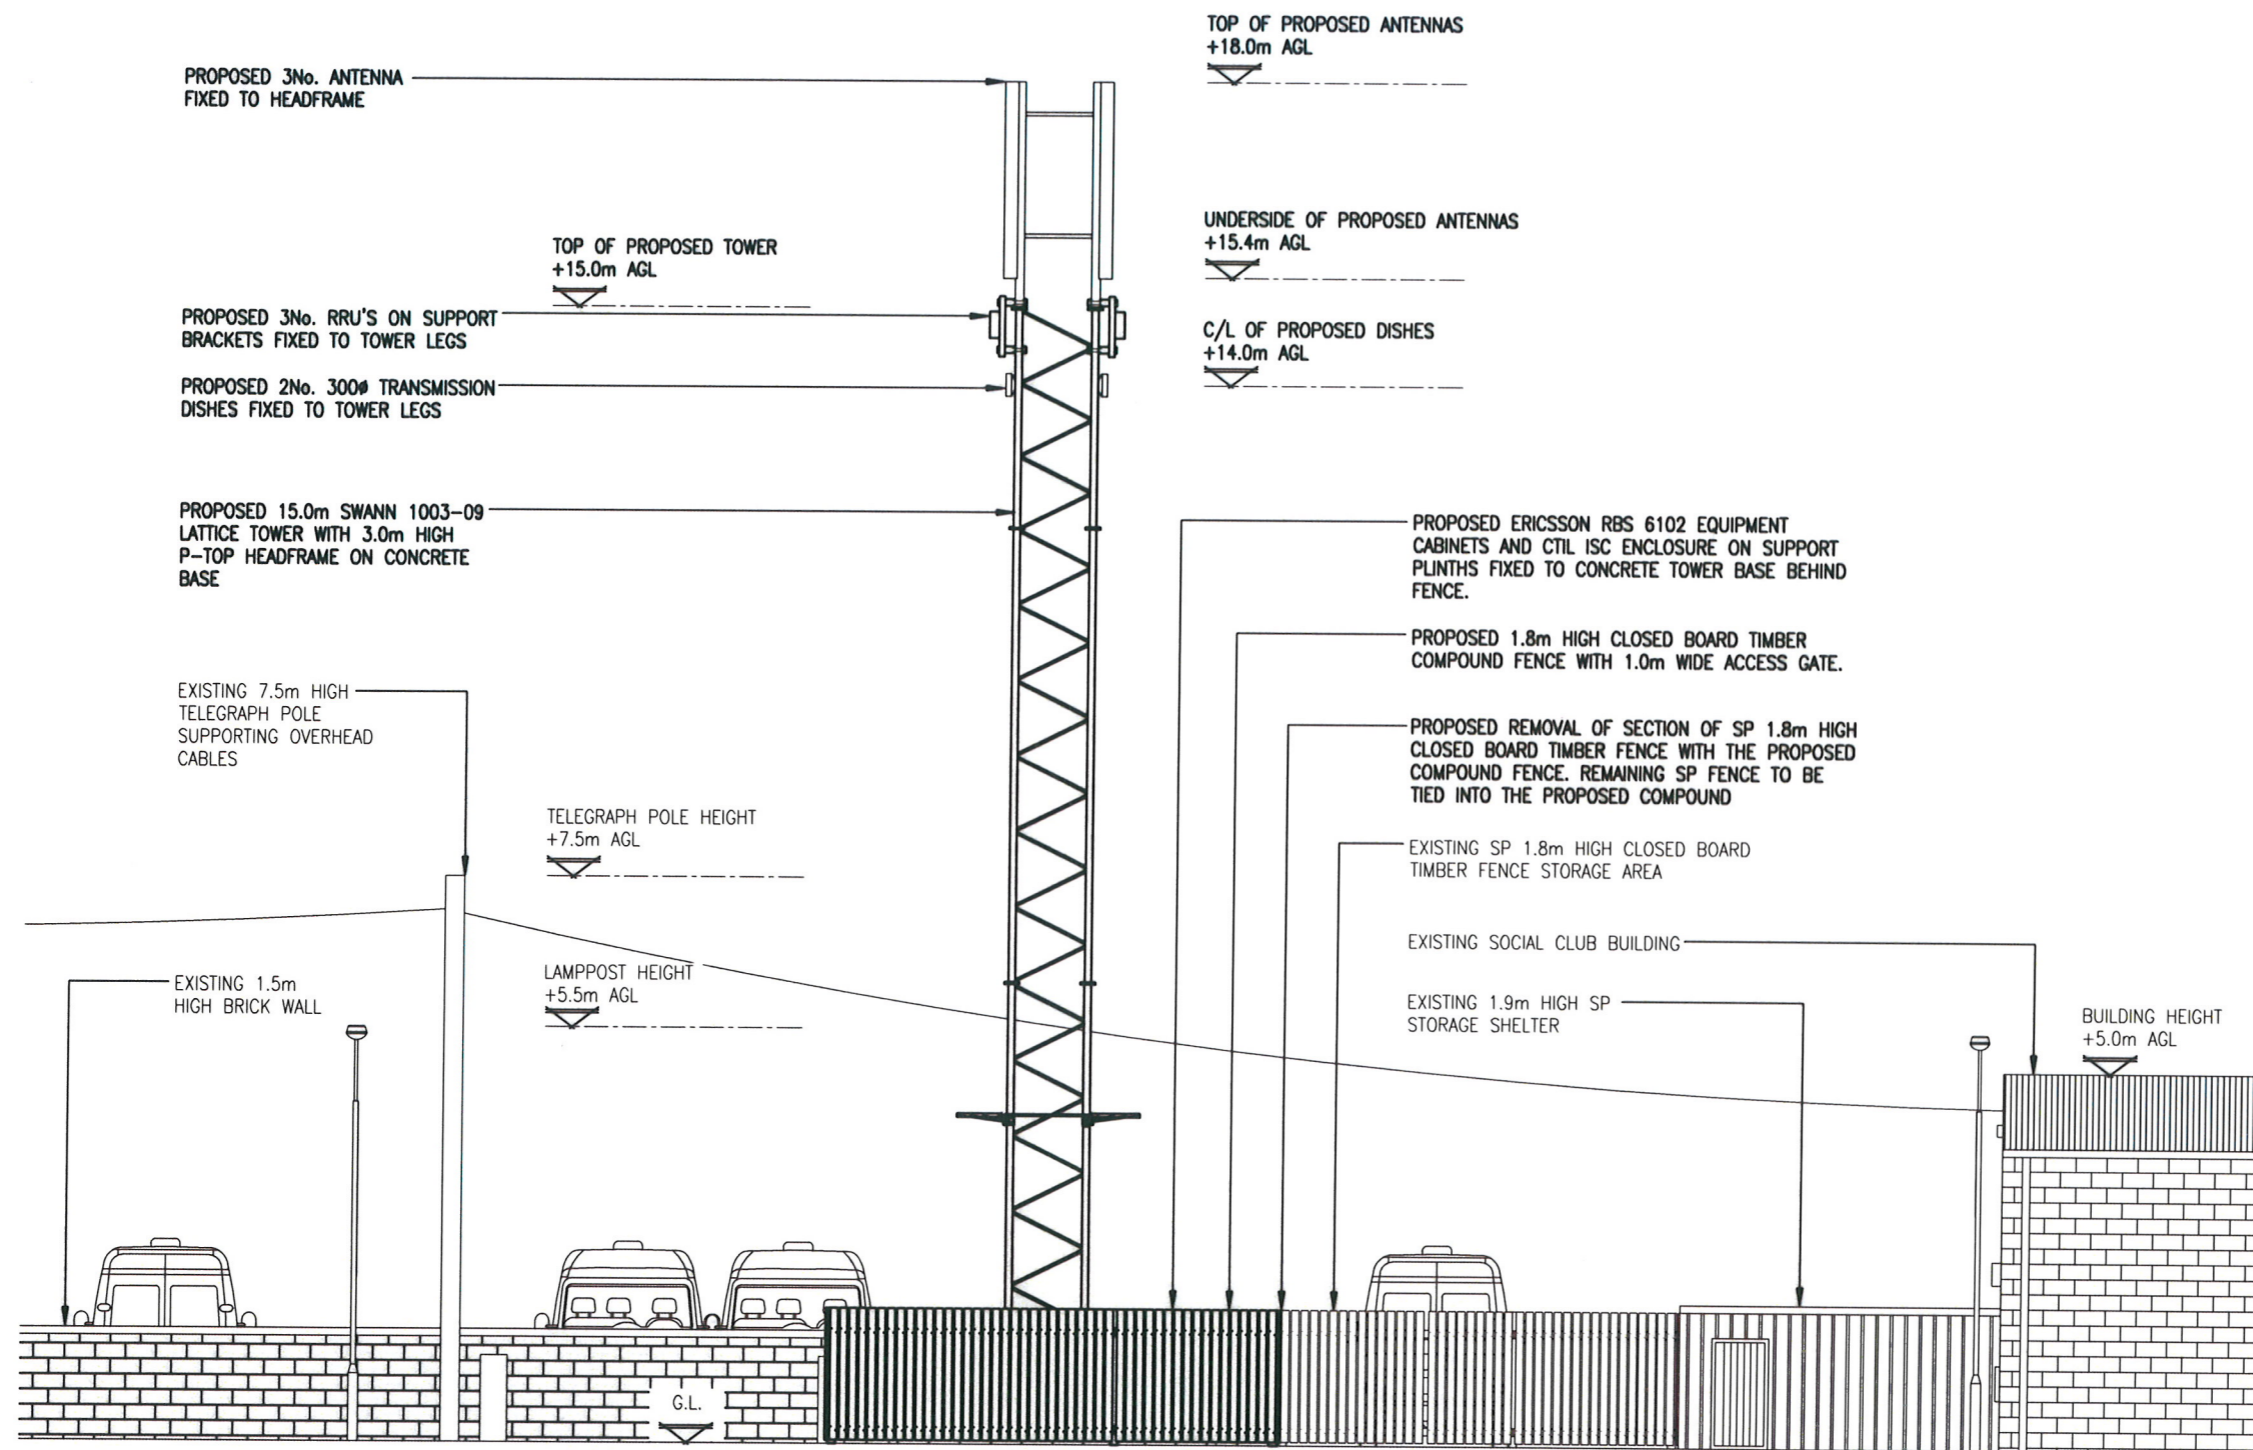 TOP OF PROPOSED ANTENNAS
+18.0m AGL
PROPOSED 3No. ANTENNA
FIXED TO HEADFRAME
UNDERSIDE OF PROPOSED ANTENNAS
+15.4m AGL
TOP OF PROPOSED TOWER
+15.0m AGL
PROPOSED 3No. RRU'S ON SUPPORT
BRACKETS FIXED TO TOWER LEGS
C/L OF PROPOSED DISHES
+14.0m AGL
PROPOSED 2No. 300ø TRANSMISSION
DISHES FIXED TO TOWER LEGS
PROPOSED 15.0m SWANN 1003-09
LATTICE TOWER WITH 3.0m HIGH
P-TOP HEADFRAME ON CONCRETE
BASE
PROPOSED ERICSSON RBS 6102 EQUIPMENT
CABINETS AND CTIL ISC ENCLOSURE ON SUPPORT
PLINTHS FIXED TO CONCRETE TOWER BASE BEHIND
FENCE.
PROPOSED 1.8m HIGH CLOSED BOARD TIMBER
COMPOUND FENCE WITH 1.0m WIDE ACCESS GATE.
EXISTING 7.5m HIGH
TELEGRAPH POLE
SUPPORTING OVERHEAD
CABLES
PROPOSED REMOVAL OF SECTION OF SP 1.8m HIGH
CLOSED BOARD TIMBER FENCE WITH THE PROPOSED
COMPOUND FENCE. REMAINING SP FENCE TO BE
TIED INTO THE PROPOSED COMPOUND
TELEGRAPH POLE HEIGHT
+7.5m AGL
EXISTING SP 1.8m HIGH CLOSED BOARD
TIMBER FENCE STORAGE AREA
EXISTING SOCIAL CLUB BUILDING
LAMPPOST HEIGHT
+5.5m AGL
EXISTING 1.5m
HIGH BRICK WALL
EXISTING 1.9m HIGH SP
STORAGE SHELTER
BUILDING HEIGHT
+5.0m AGL
G.L.